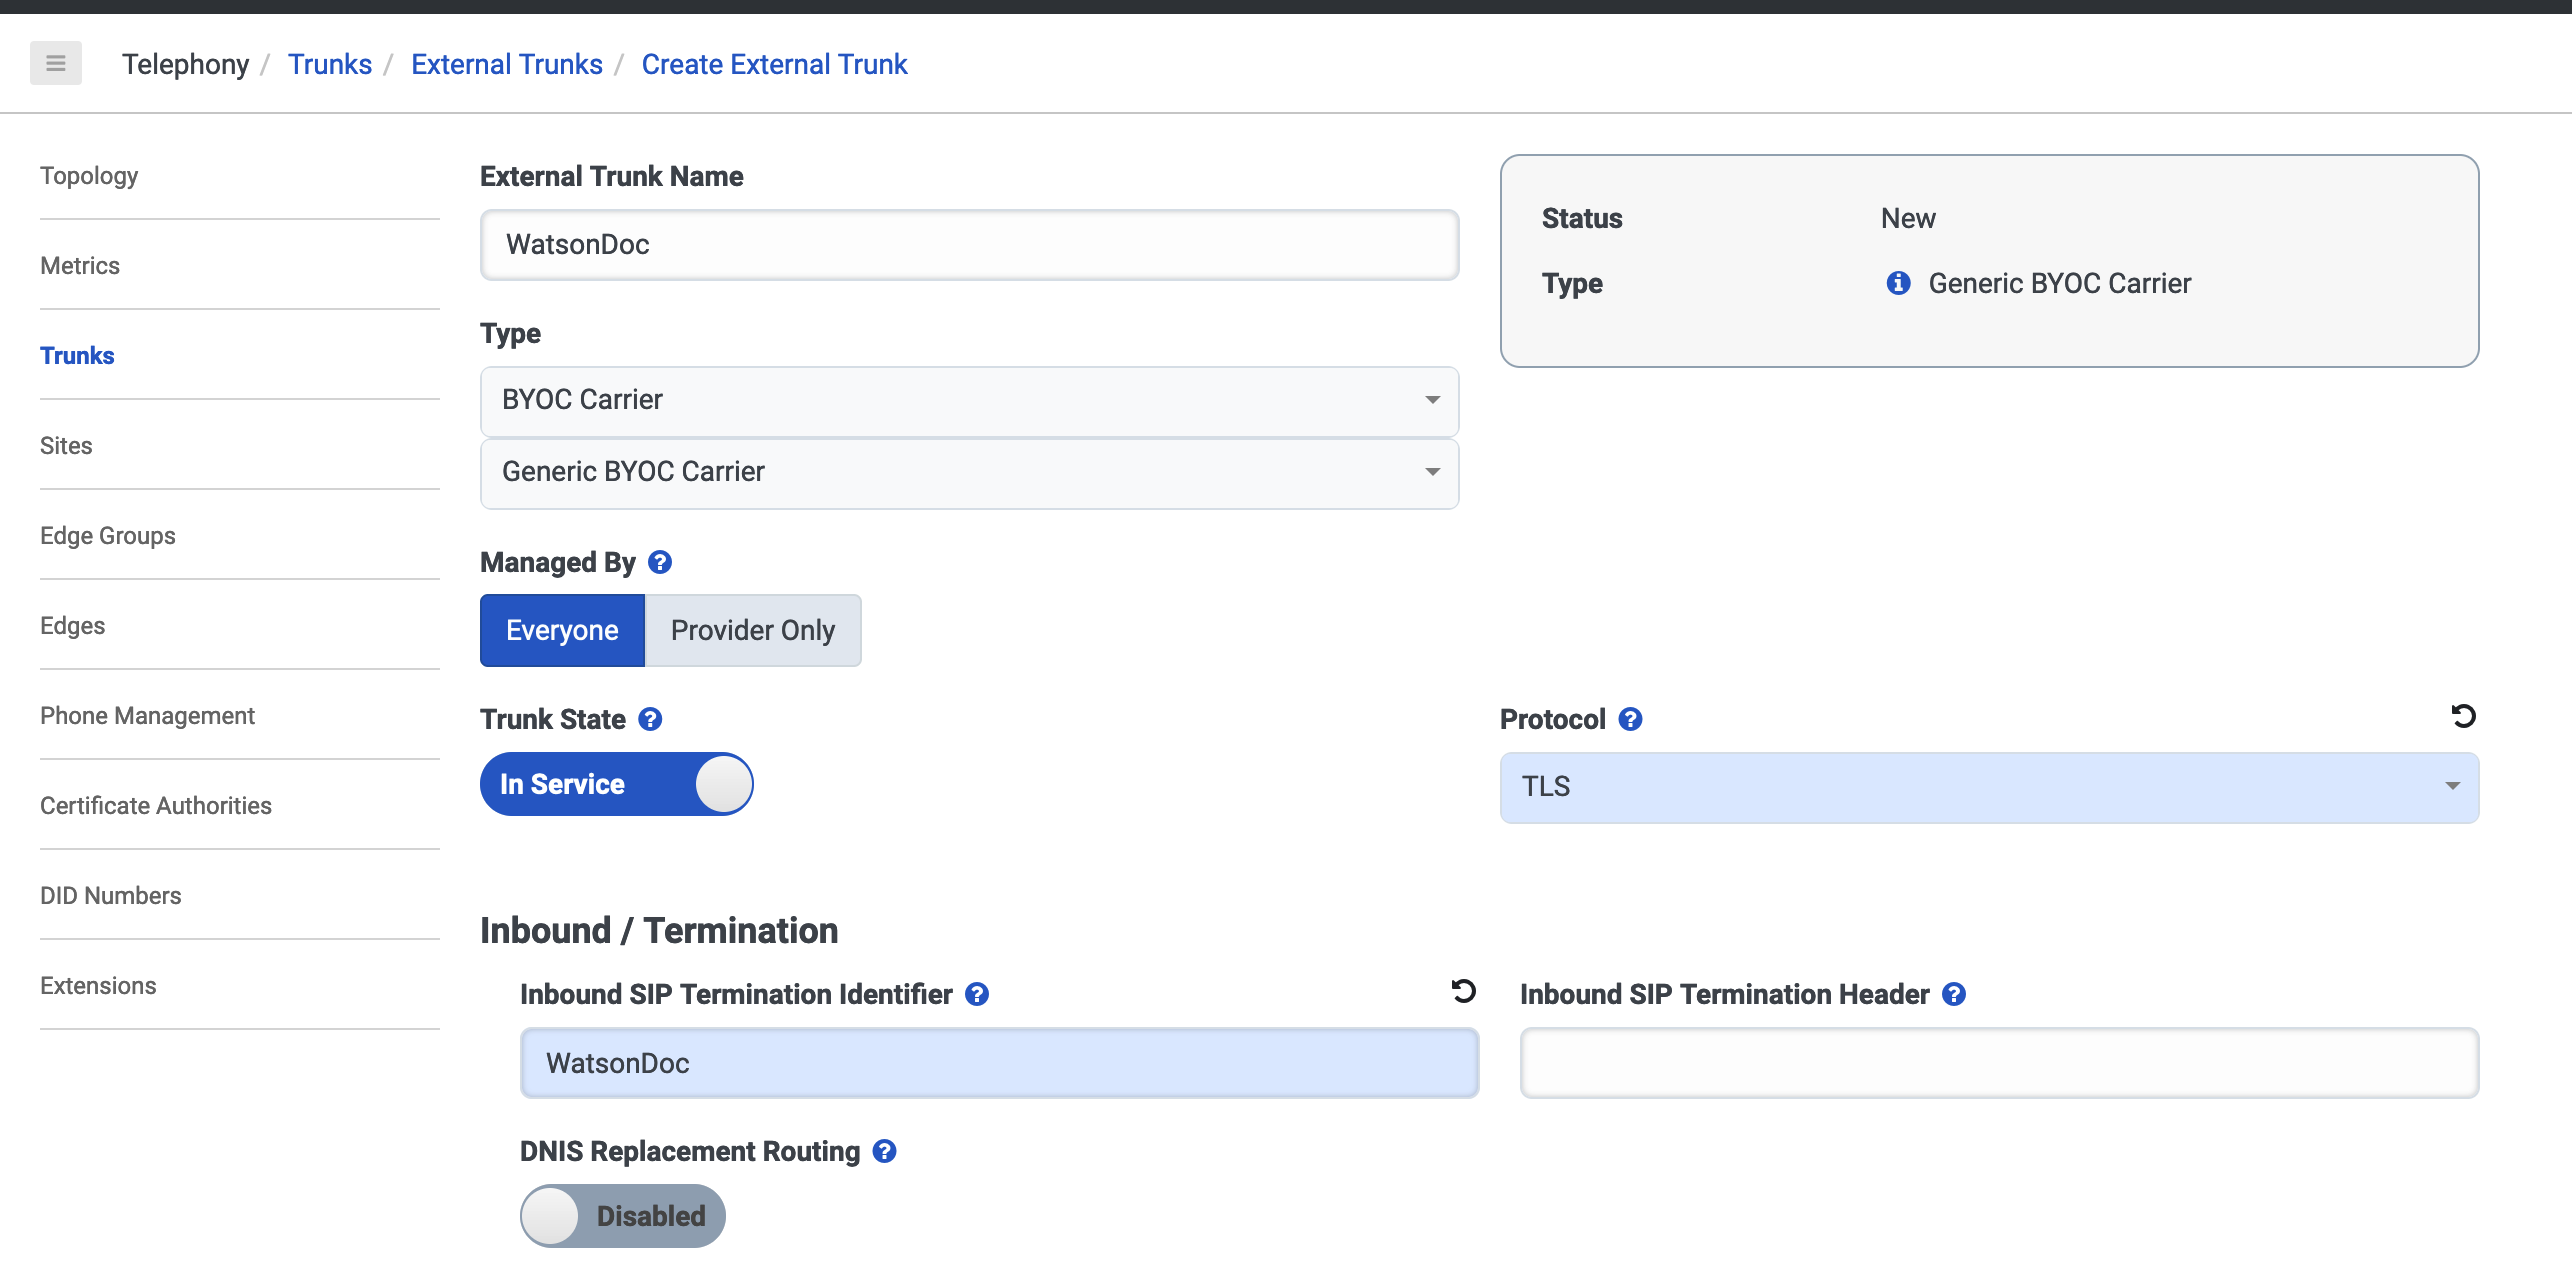 Telephony / Trunks / External Trunks / Create External Trunk
Topology
Metrics
Trunks
Sites
Edge Groups
Edges
Phone Management
Certificate Authorities
DID Numbers
Extensions
External Trunk Name
WatsonDoc
Type
BYOC Carrier
Generic BYOC Carrier
Status New
Type Generic BYOC Carrier
Managed By
Everyone Provider Only
Trunk State
In Service
Protocol
TLS
Inbound / Termination
Inbound SIP Termination Identifier
WatsonDoc
Inbound SIP Termination Header
DNIS Replacement Routing
Disabled